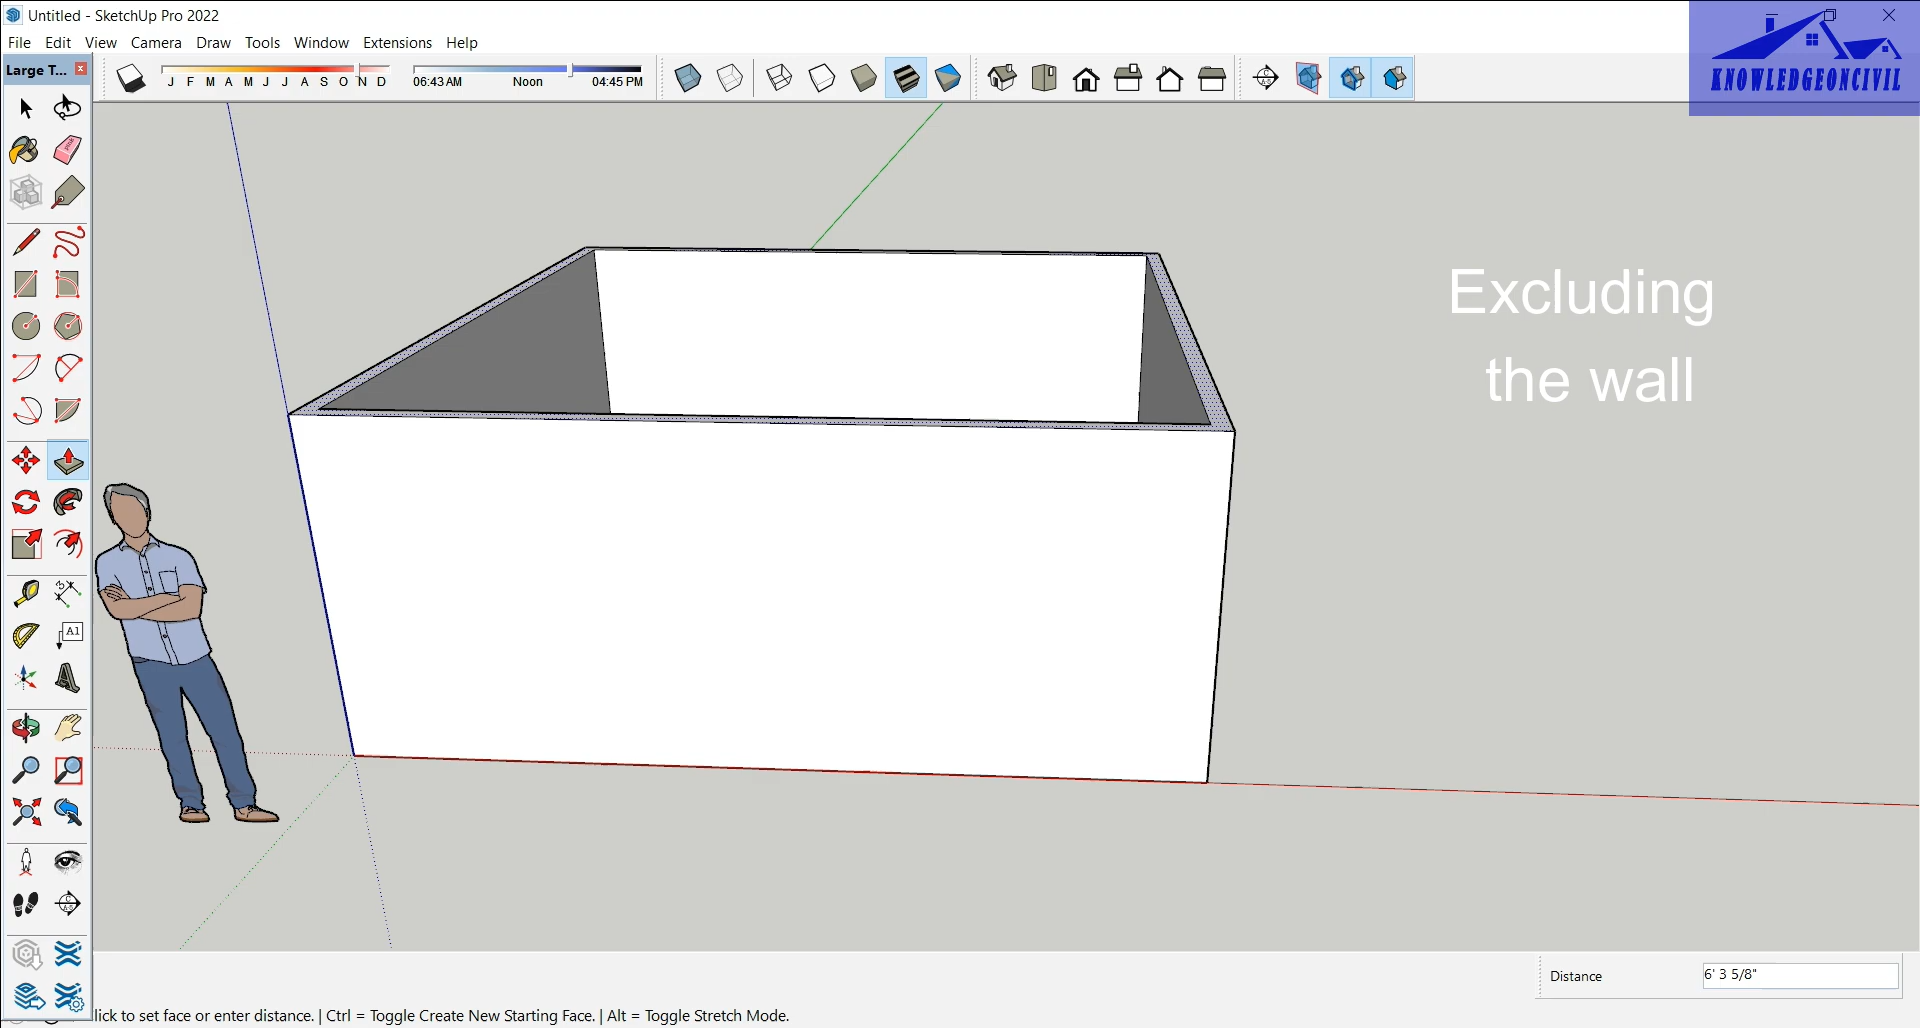 Untitled - SketchUp Pro 2022
File Edit View Camera Draw Tools Window Extensions Help
Large T...
J F M A M J J A S O N D
06:43 AM Noon 04:45 PM
KNOWLEDGEONCIVIL
Excluding
the wall
A1
Distance 6' 3 5/8"
lick to set face or enter distance. | Ctrl = Toggle Create New Starting Face. | Alt = Toggle Stretch Mode.